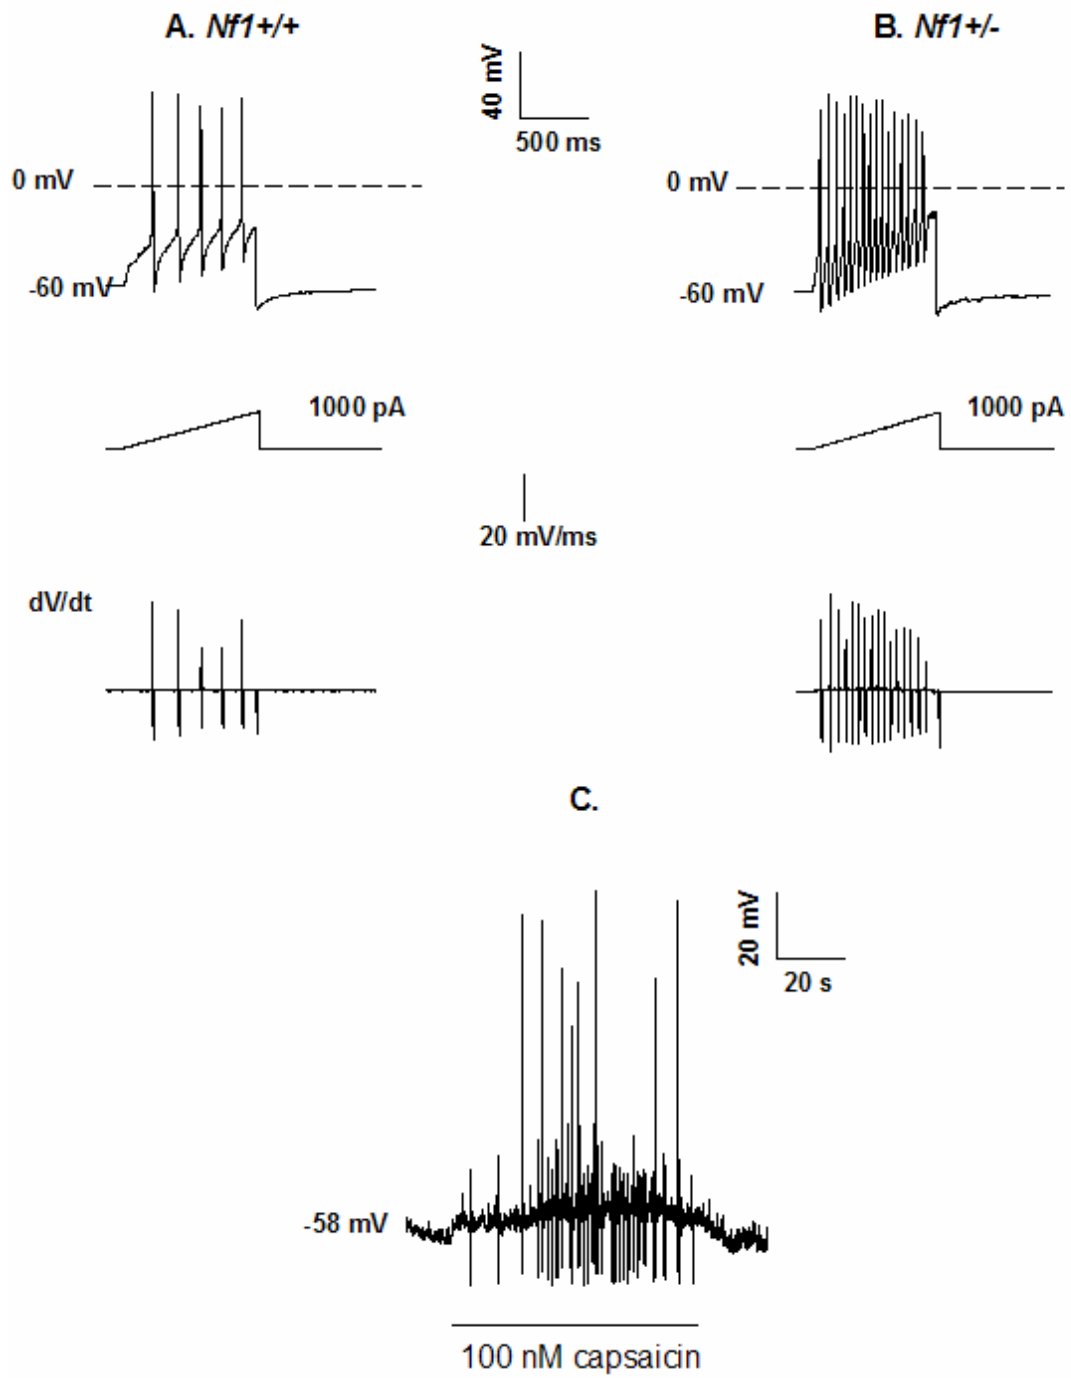 A. Nf1+/+
B. Nf1+/-
40 mV
500 ms
0 mV
0 mV
-60 mV
-60 mV
1000 pA
1000 pA
20 mV/ms
dV/dt
C.
20 mV
20 s
-58 mV
100 nM capsaicin